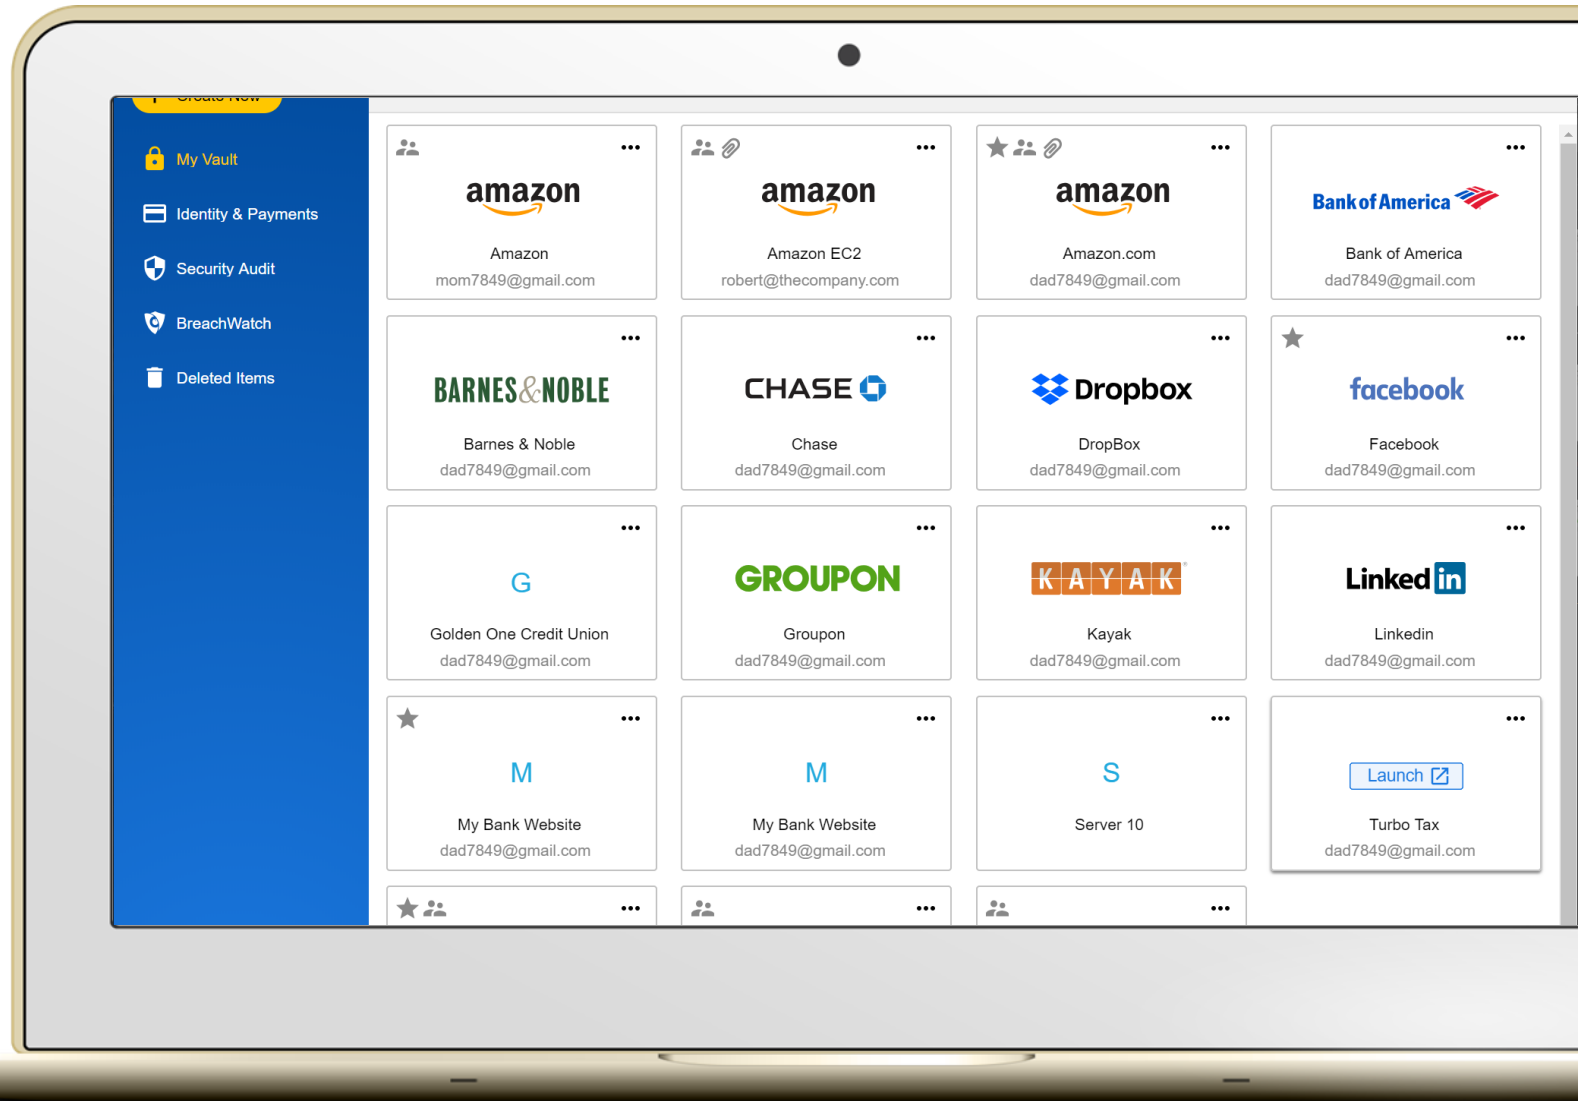 Create New
My Vault
Identity & Payments
Security Audit
BreachWatch
Deleted Items
amazon
Amazon
mom7849@gmail.com
amazon
Amazon EC2
robert@thecompany.com
amazon
Amazon.com
dad7849@gmail.com
Bank of America
Bank of America
dad7849@gmail.com
BARNES&NOBLE
Barnes & Noble
dad7849@gmail.com
CHASE
Chase
dad7849@gmail.com
Dropbox
DropBox
dad7849@gmail.com
facebook
Facebook
dad7849@gmail.com
G
Golden One Credit Union
dad7849@gmail.com
GROUPON
Groupon
dad7849@gmail.com
KAYAK
Kayak
dad7849@gmail.com
Linked in
Linkedin
dad7849@gmail.com
M
My Bank Website
dad7849@gmail.com
M
My Bank Website
dad7849@gmail.com
S
Server 10
Launch
Turbo Tax
dad7849@gmail.com